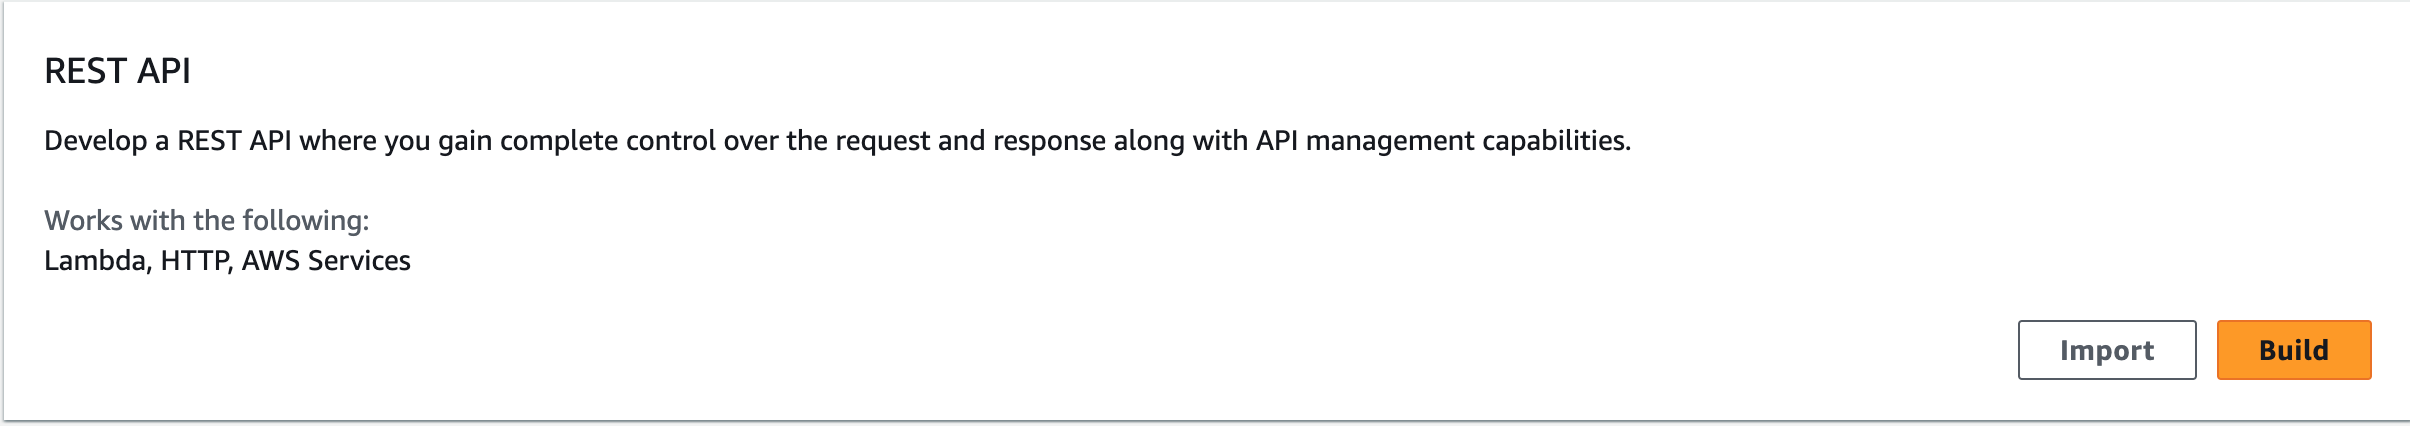 REST API
Develop a REST API where you gain complete control over the request and response along with API management capabilities.
Works with the following:
Lambda, HTTP, AWS Services
Import
Build